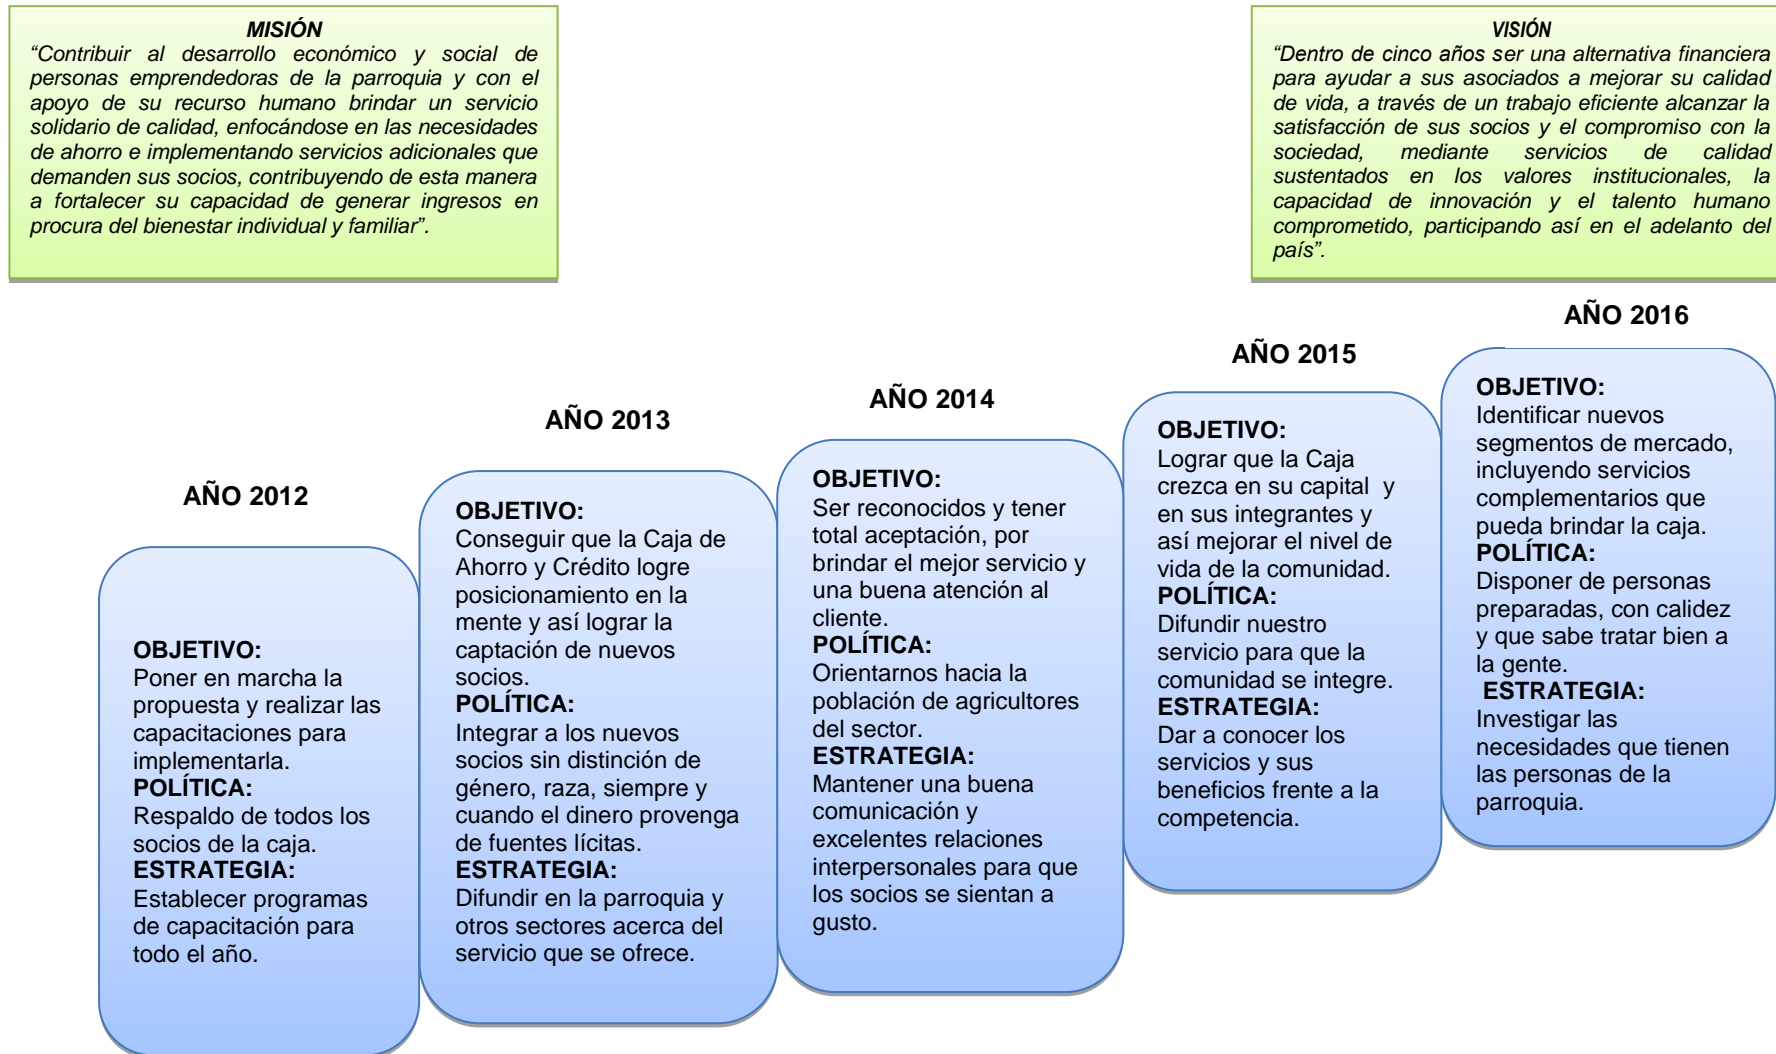 MISIÓN
“Contribuir al desarrollo económico y social de
personas emprendedoras de la parroquia y con el
apoyo de su recurso humano brindar un servicio
solidario de calidad, enfocándose en las necesidades
de ahorro e implementando servicios adicionales que
demanden sus socios, contribuyendo de esta manera
a fortalecer su capacidad de generar ingresos en
procura del bienestar individual y familiar”.
VISIÓN
“Dentro de cinco años ser una alternativa financiera
para ayudar a sus asociados a mejorar su calidad
de vida, a través de un trabajo eficiente alcanzar la
satisfacción de sus socios y el compromiso con la
sociedad, mediante servicios de calidad
sustentados en los valores institucionales, la
capacidad de innovación y el talento humano
comprometido, participando así en el adelanto del
país”.
AÑO 2012
OBJETIVO:
Poner en marcha la
propuesta y realizar las
capacitaciones para
implementarla.
POLÍTICA:
Respaldo de todos los
socios de la caja.
ESTRATEGIA:
Establecer programas
de capacitación para
todo el año.
AÑO 2013
OBJETIVO:
Conseguir que la Caja de
Ahorro y Crédito logre
posicionamiento en la
mente y así lograr la
captación de nuevos
socios.
POLÍTICA:
Integrar a los nuevos
socios sin distinción de
género, raza, siempre y
cuando el dinero provenga
de fuentes lícitas.
ESTRATEGIA:
Difundir en la parroquia y
otros sectores acerca del
servicio que se ofrece.
AÑO 2014
OBJETIVO:
Ser reconocidos y tener
total aceptación, por
brindar el mejor servicio y
una buena atención al
cliente.
POLÍTICA:
Orientarnos hacia la
población de agricultores
del sector.
ESTRATEGIA:
Mantener una buena
comunicación y
excelentes relaciones
interpersonales para que
los socios se sientan a
gusto.
AÑO 2015
OBJETIVO:
Lograr que la Caja
crezca en su capital y
en sus integrantes y
así mejorar el nivel de
vida de la comunidad.
POLÍTICA:
Difundir nuestro
servicio para que la
comunidad se integre.
ESTRATEGIA:
Dar a conocer los
servicios y sus
beneficios frente a la
competencia.
AÑO 2016
OBJETIVO:
Identificar nuevos
segmentos de mercado,
incluyendo servicios
complementarios que
pueda brindar la caja.
POLÍTICA:
Disponer de personas
preparadas, con calidez
y que sabe tratar bien a
la gente.
ESTRATEGIA:
Investigar las
necesidades que tienen
las personas de la
parroquia.